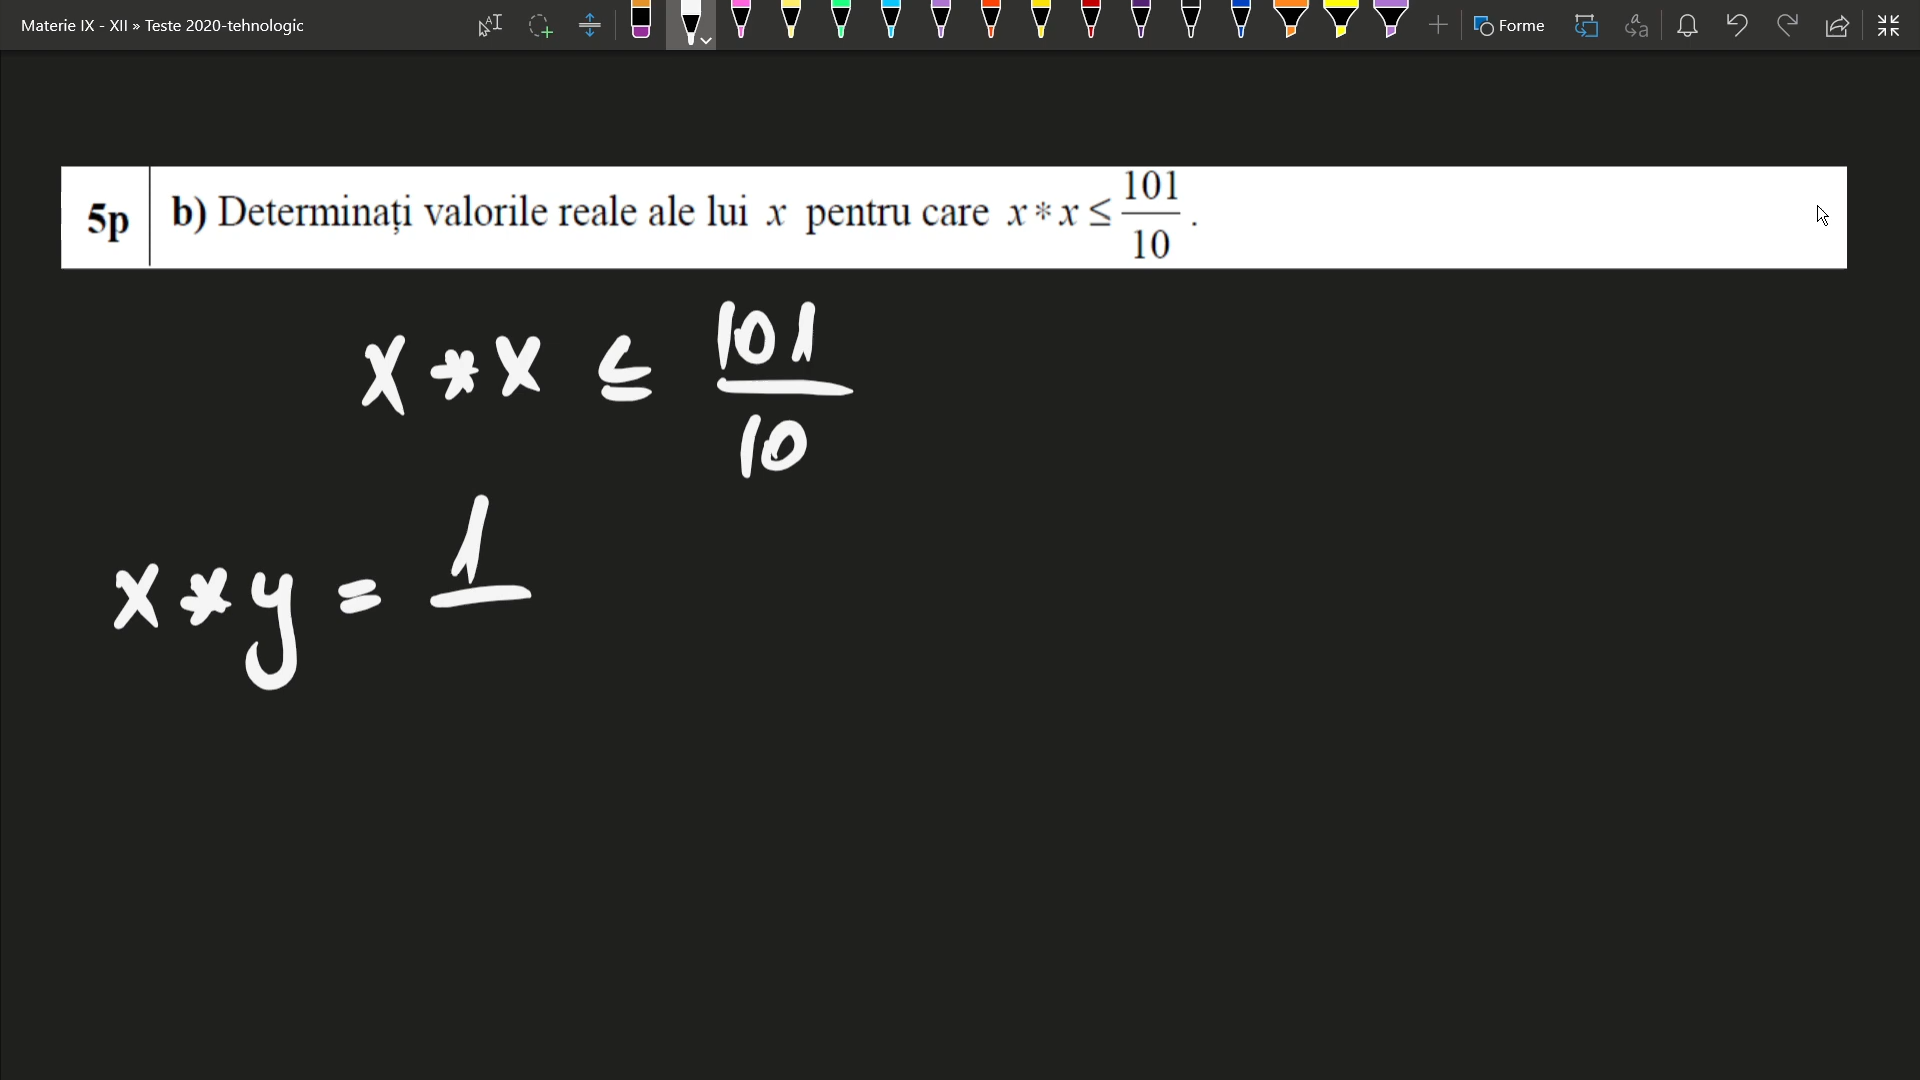 Materie IX - XII » Teste 2020-tehnologic
Forme
5p b) Determinați valorile reale ale lui x pentru care x * x ≤ 101/10 .
x * x ≤ 101/10
x * y = 1/